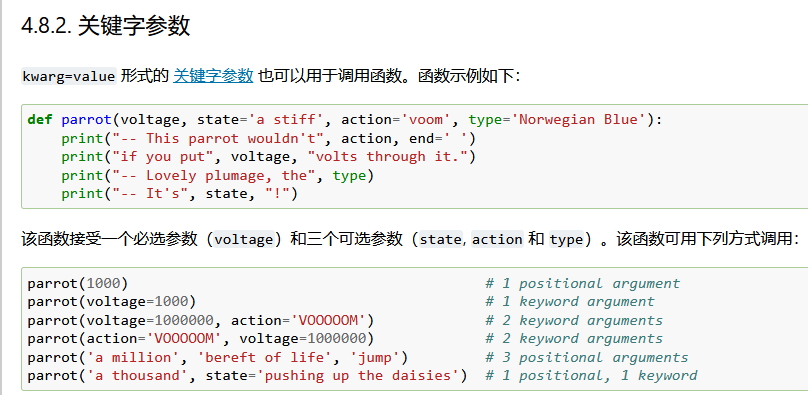 4.8.2. 关键字参数
kwarg=value 形式的 关键字参数 也可以用于调用函数。函数示例如下：
def parrot(voltage, state='a stiff', action='voom', type='Norwegian Blue'):
    print("-- This parrot wouldn't", action, end=' ')
    print("if you put", voltage, "volts through it.")
    print("-- Lovely plumage, the", type)
    print("-- It's", state, "!")
该函数接受一个必选参数（voltage）和三个可选参数（state, action 和 type）。该函数可用下列方式调用：
parrot(1000)                                          # 1 positional argument
parrot(voltage=1000)                                  # 1 keyword argument
parrot(voltage=1000000, action='VOOOOOM')             # 2 keyword arguments
parrot(action='VOOOOOM', voltage=1000000)             # 2 keyword arguments
parrot('a million', 'bereft of life', 'jump')         # 3 positional arguments
parrot('a thousand', state='pushing up the daisies')  # 1 positional, 1 keyword